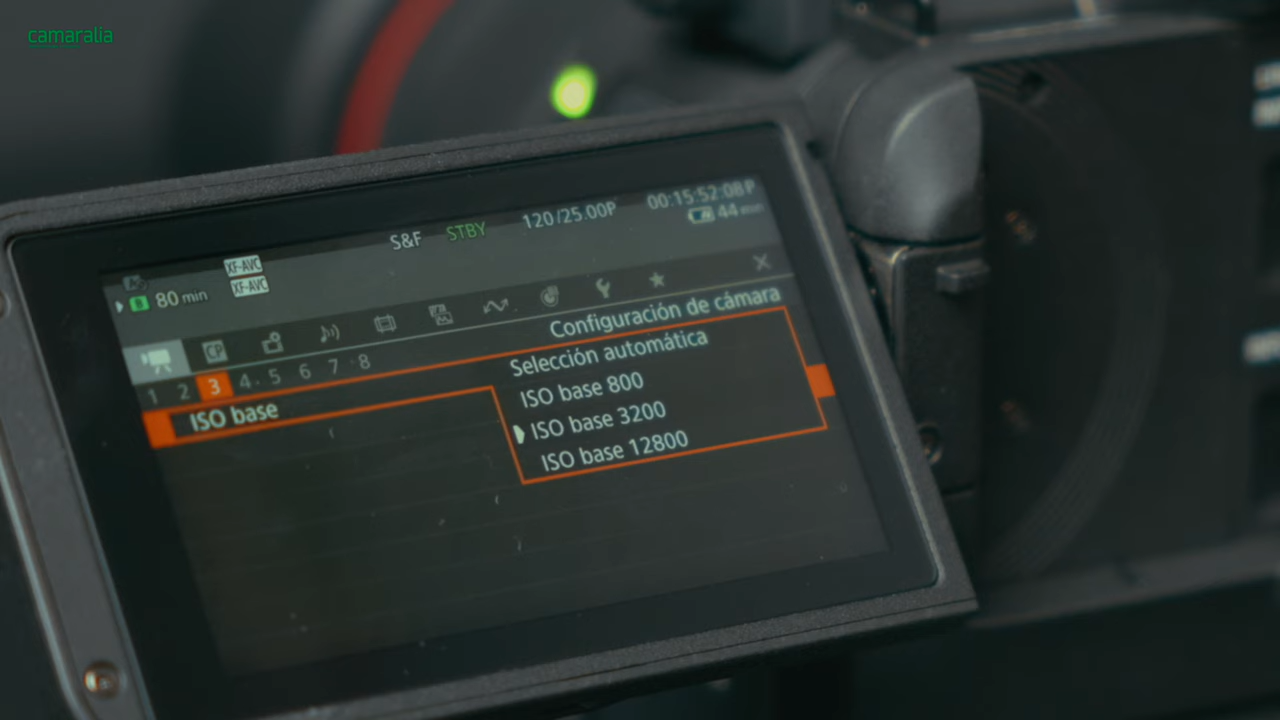 camaralia
S&F STBY 120/25.00P 00:15:52:08P
80 min XF-AVC 44 min
XF-AVC
CP
1 2 3 4 5 6 7 8
Configuración de cámara
ISO base
Selección automática
ISO base 800
ISO base 3200
ISO base 12800